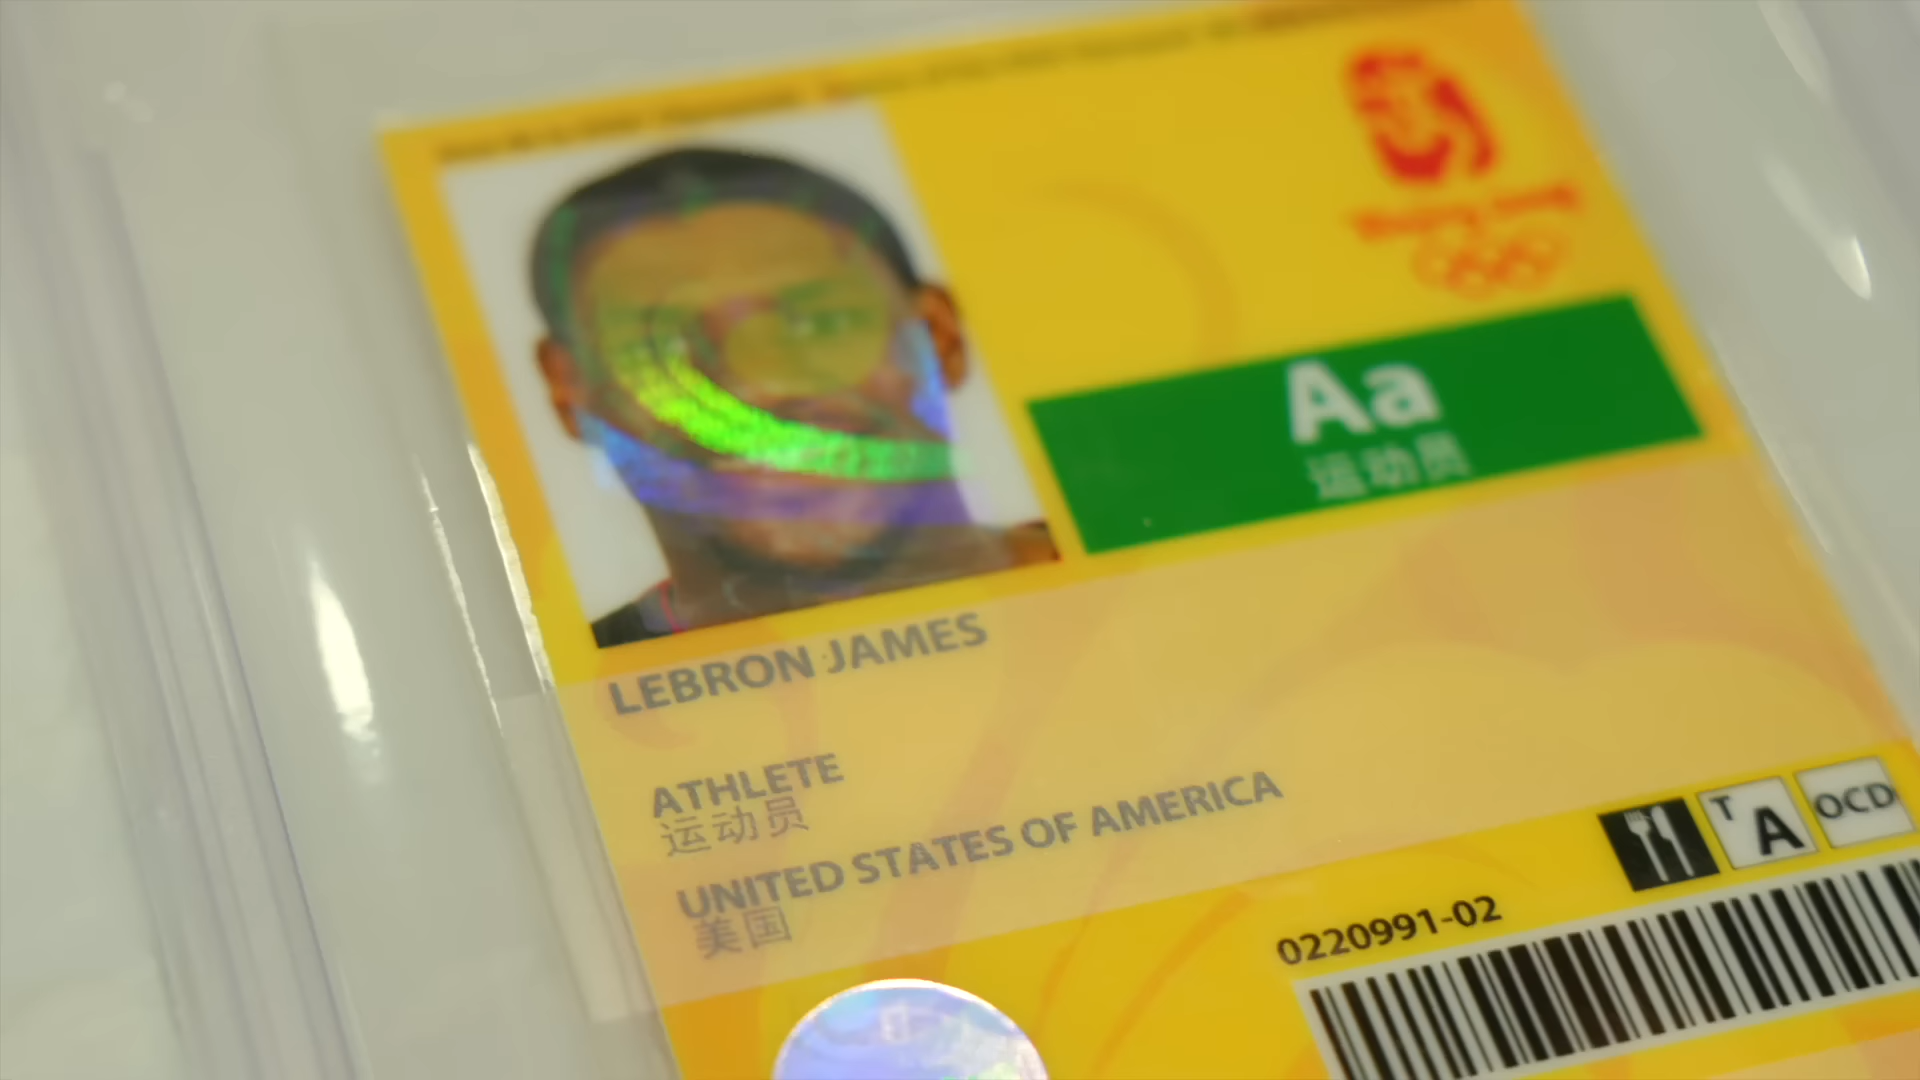 Aa
运动员
LEBRON JAMES
ATHLETE
运动员
UNITED STATES OF AMERICA
美国
T
A
OCD
0220991-02